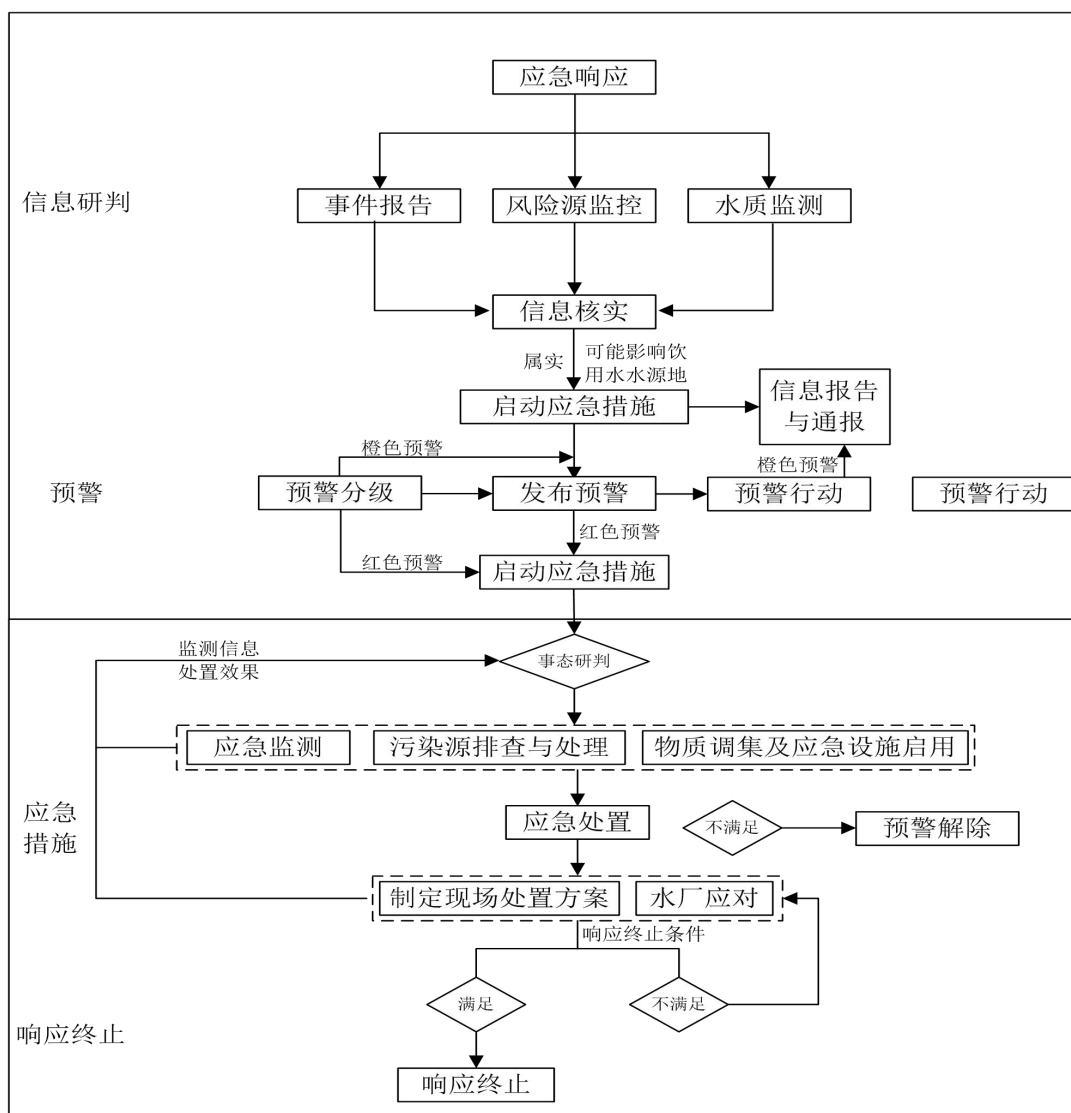 应急响应
信息研判
事件报告
风险源监控
水质监测
信息核实
属实
可能影响饮
用水水源地
启动应急措施
信息报告
与通报
橙色预警
橙色预警
预警
预警分级
发布预警
预警行动
预警行动
红色预警
红色预警
启动应急措施
监测信息
处置效果
事态研判
应急监测
污染源排查与处理
物质调集及应急设施启用
应急
措施
应急处置
不满足
预警解除
制定现场处置方案
水厂应对
响应终止条件
满足
不满足
响应终止
响应终止